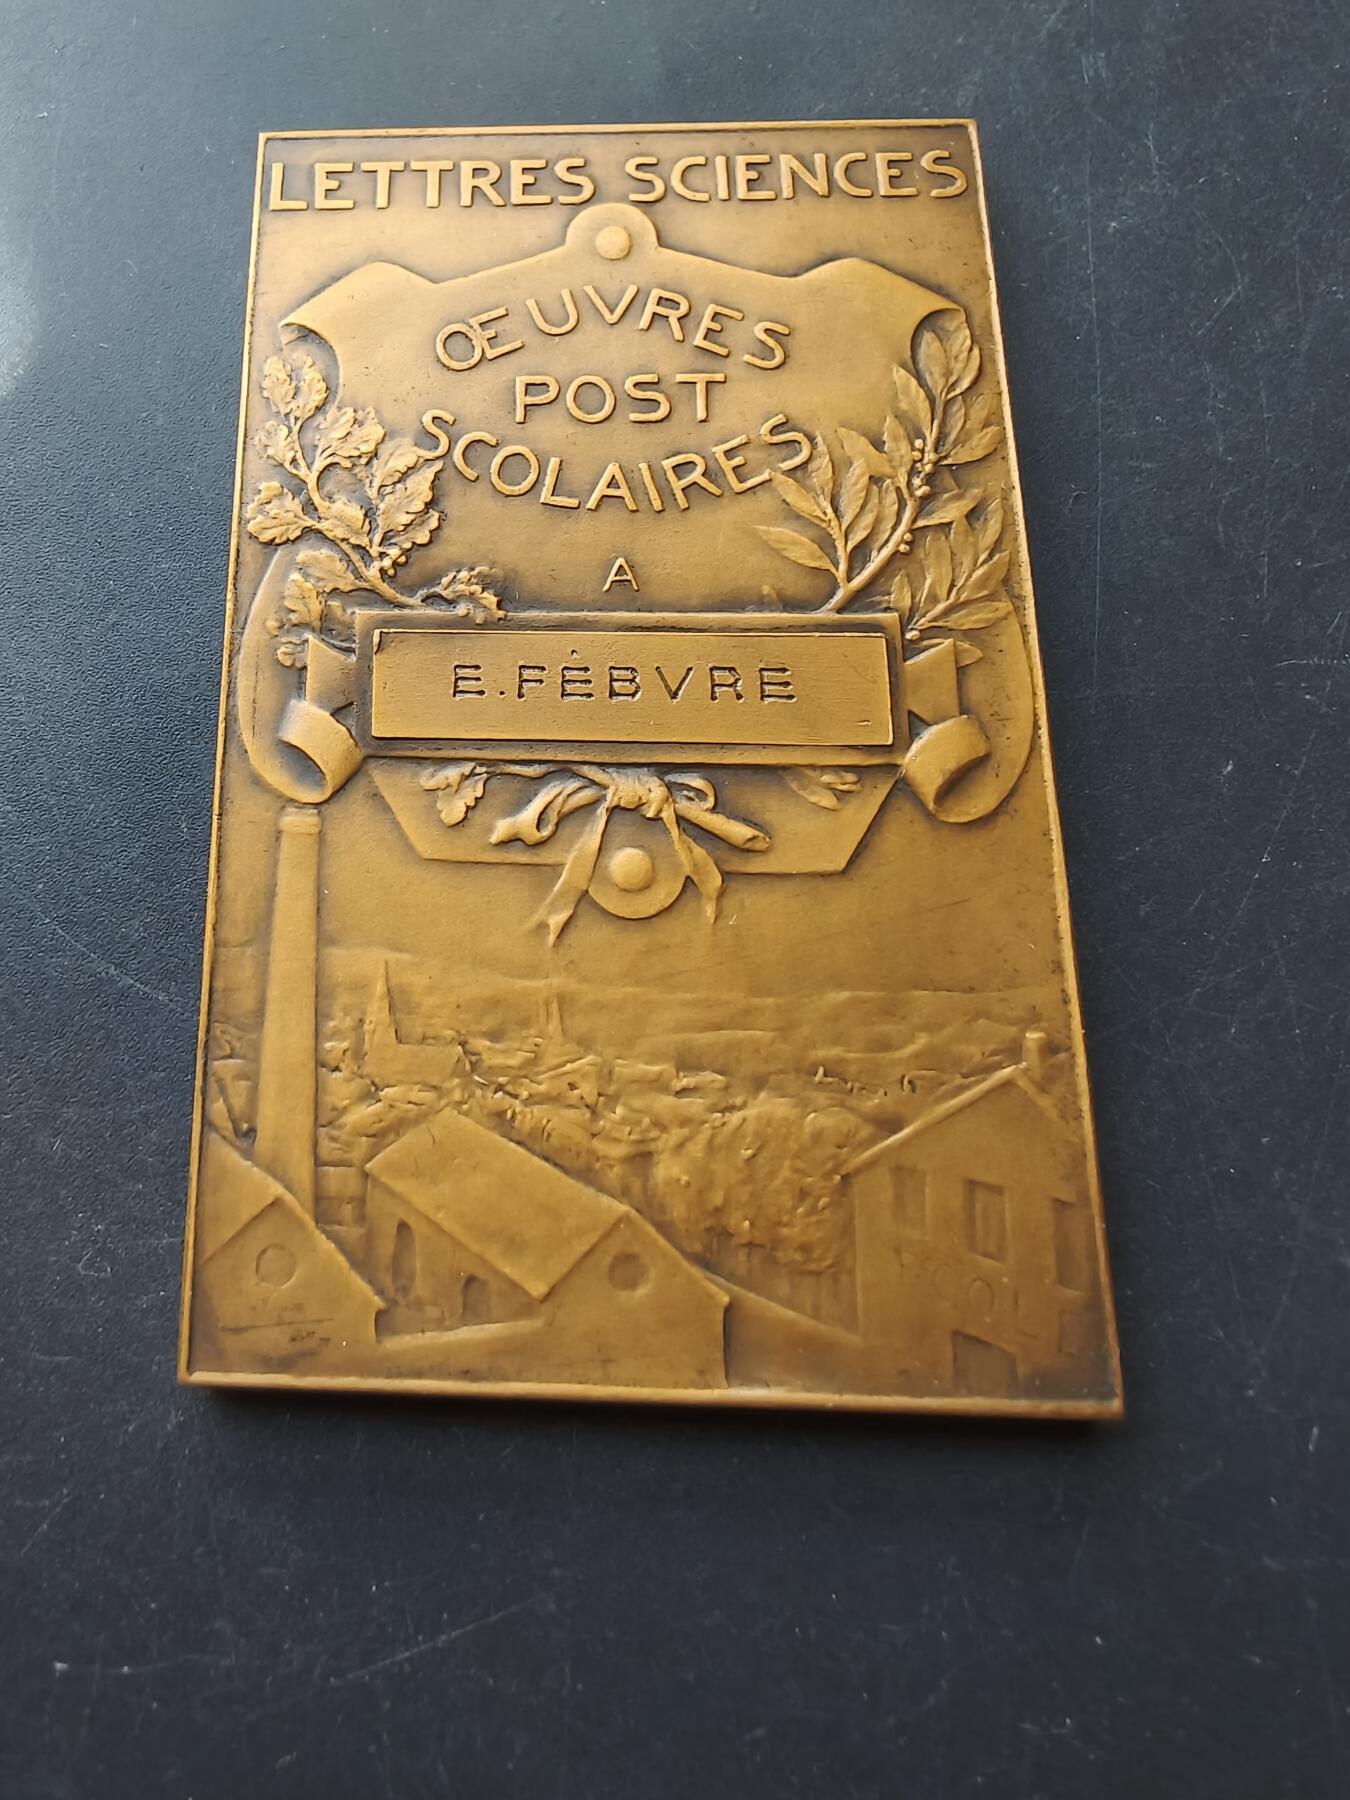 LETTRES SCIENCES
ŒUVRES
POST
SCOLAIRES
A
E. FÈBVRE